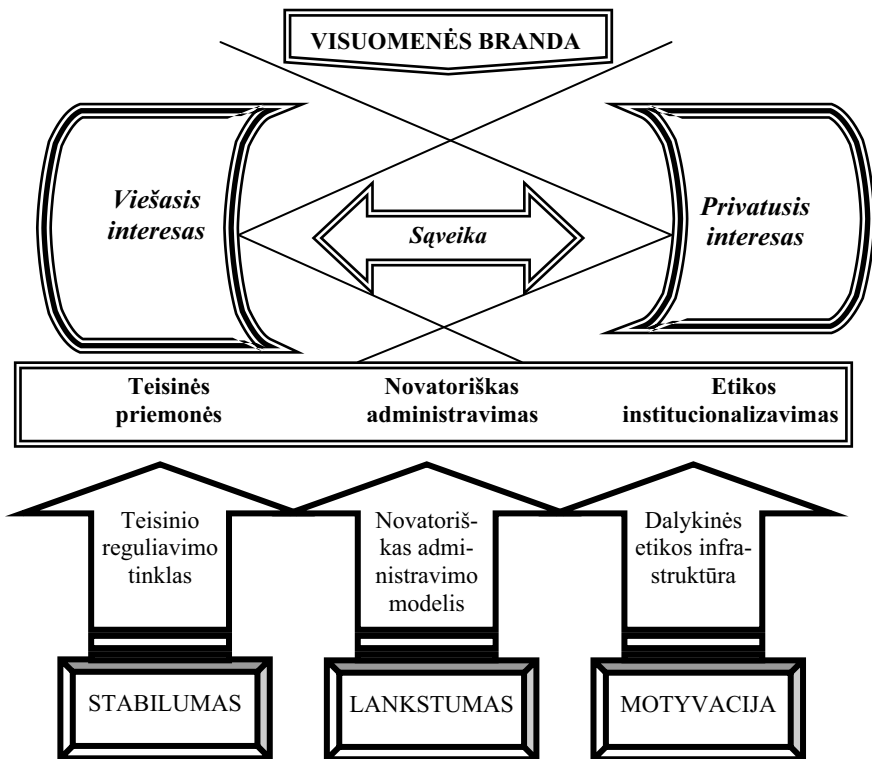 VISUOMENĖS BRANDA
Viešasis
interesas
Sąveika
Privatusis
interesas
Teisinės
priemonės
Novatoriškas
administravimas
Etikos
institucionalizavimas
Teisinio
reguliavimo
tinklas
Novatoriš-
kas admi-
nistravimo
modelis
Dalykinės
etikos infra-
struktūra
STABILUMAS
LANKSTUMAS
MOTYVACIJA